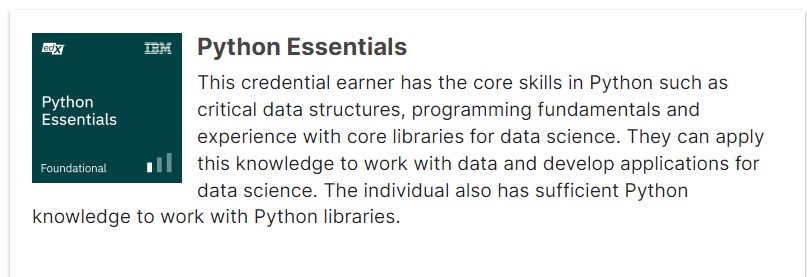 edX IBM
Python Essentials
Python
Essentials
Foundational
This credential earner has the core skills in Python such as
critical data structures, programming fundamentals and
experience with core libraries for data science. They can apply
this knowledge to work with data and develop applications for
data science. The individual also has sufficient Python
knowledge to work with Python libraries.